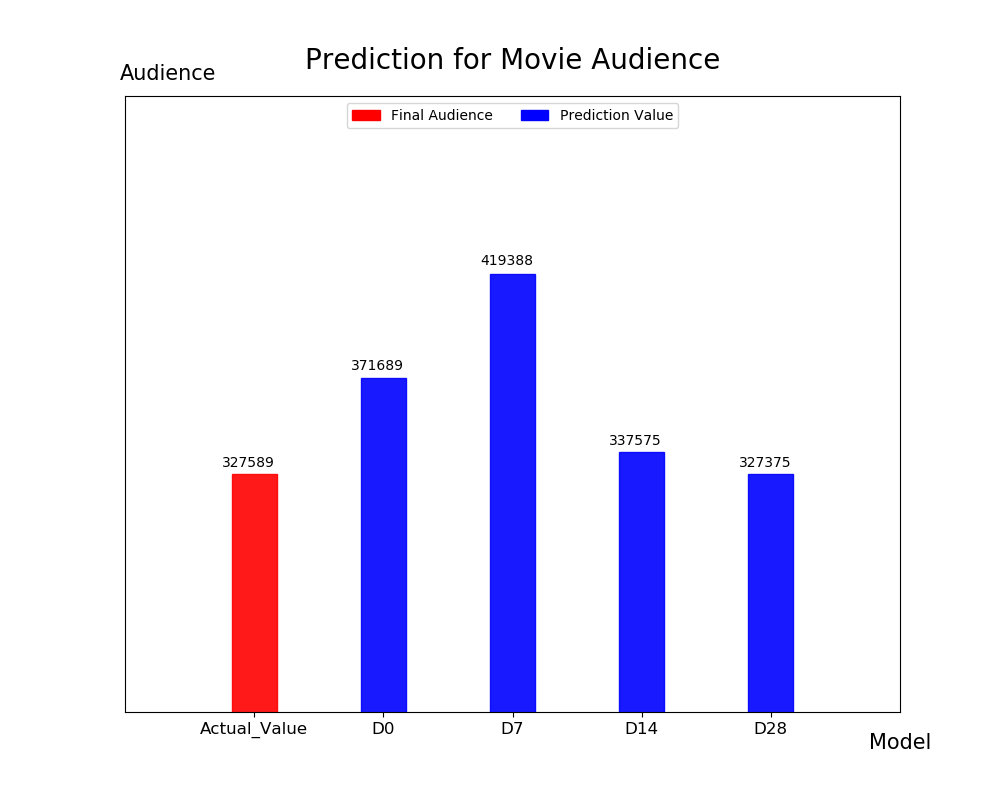 Prediction for Movie Audience
Audience
Final Audience Prediction Value
419388
371689
337575
327589
327375
Actual_Value D0 D7 D14 D28
Model